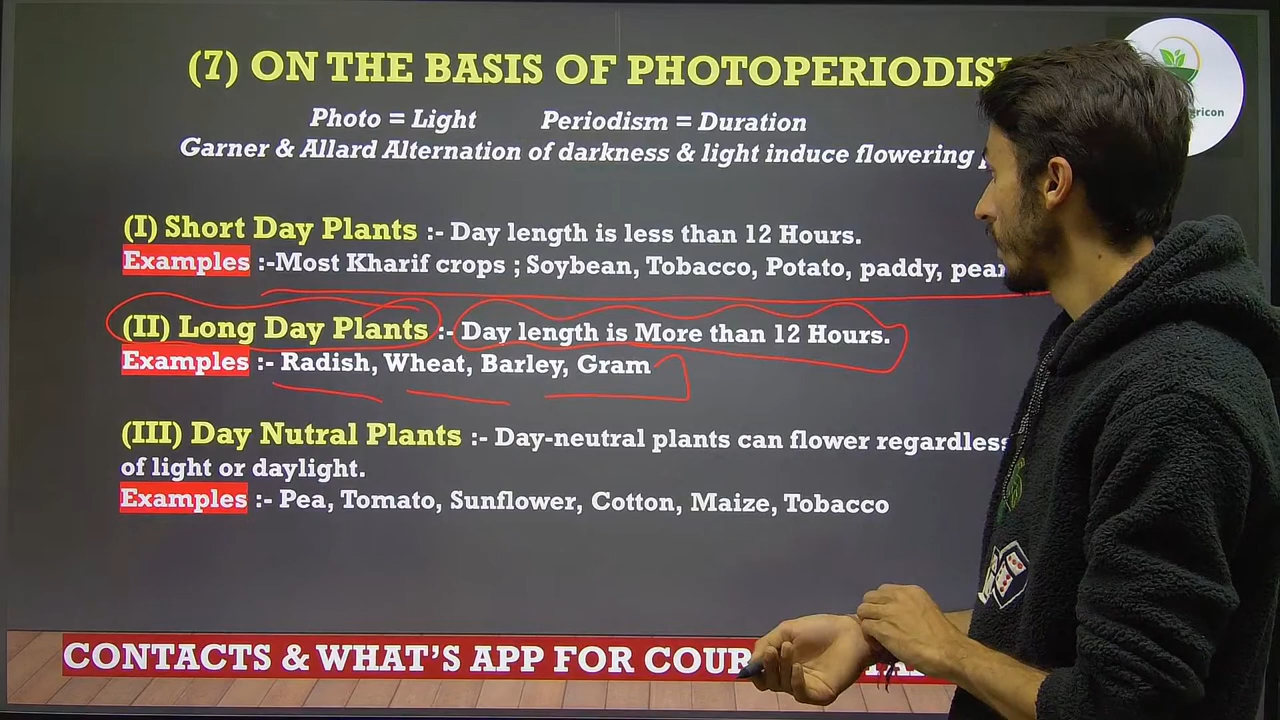 (7) ON THE BASIS OF
Photo = Light Periodism = Duration
Garner & Allard Alternation of darkness & light induce flowering
(I) Short Day Plants :- Day length is less than 12 Hours.
Examples :-Most Kharif crops ; Soybean, Tobacco, Potato, paddy,
(II) Long Day Plants :- Day length is More than 12 Hours.
Examples :- Radish, Wheat, Barley, Gram
(III) Day Nutral Plants :- Day-neutral plants can flower regardless
of light or daylight.
Examples :- Pea, Tomato, Sunflower, Cotton, Maize, Tobacco
CONTACTS & WHAT'S APP FOR